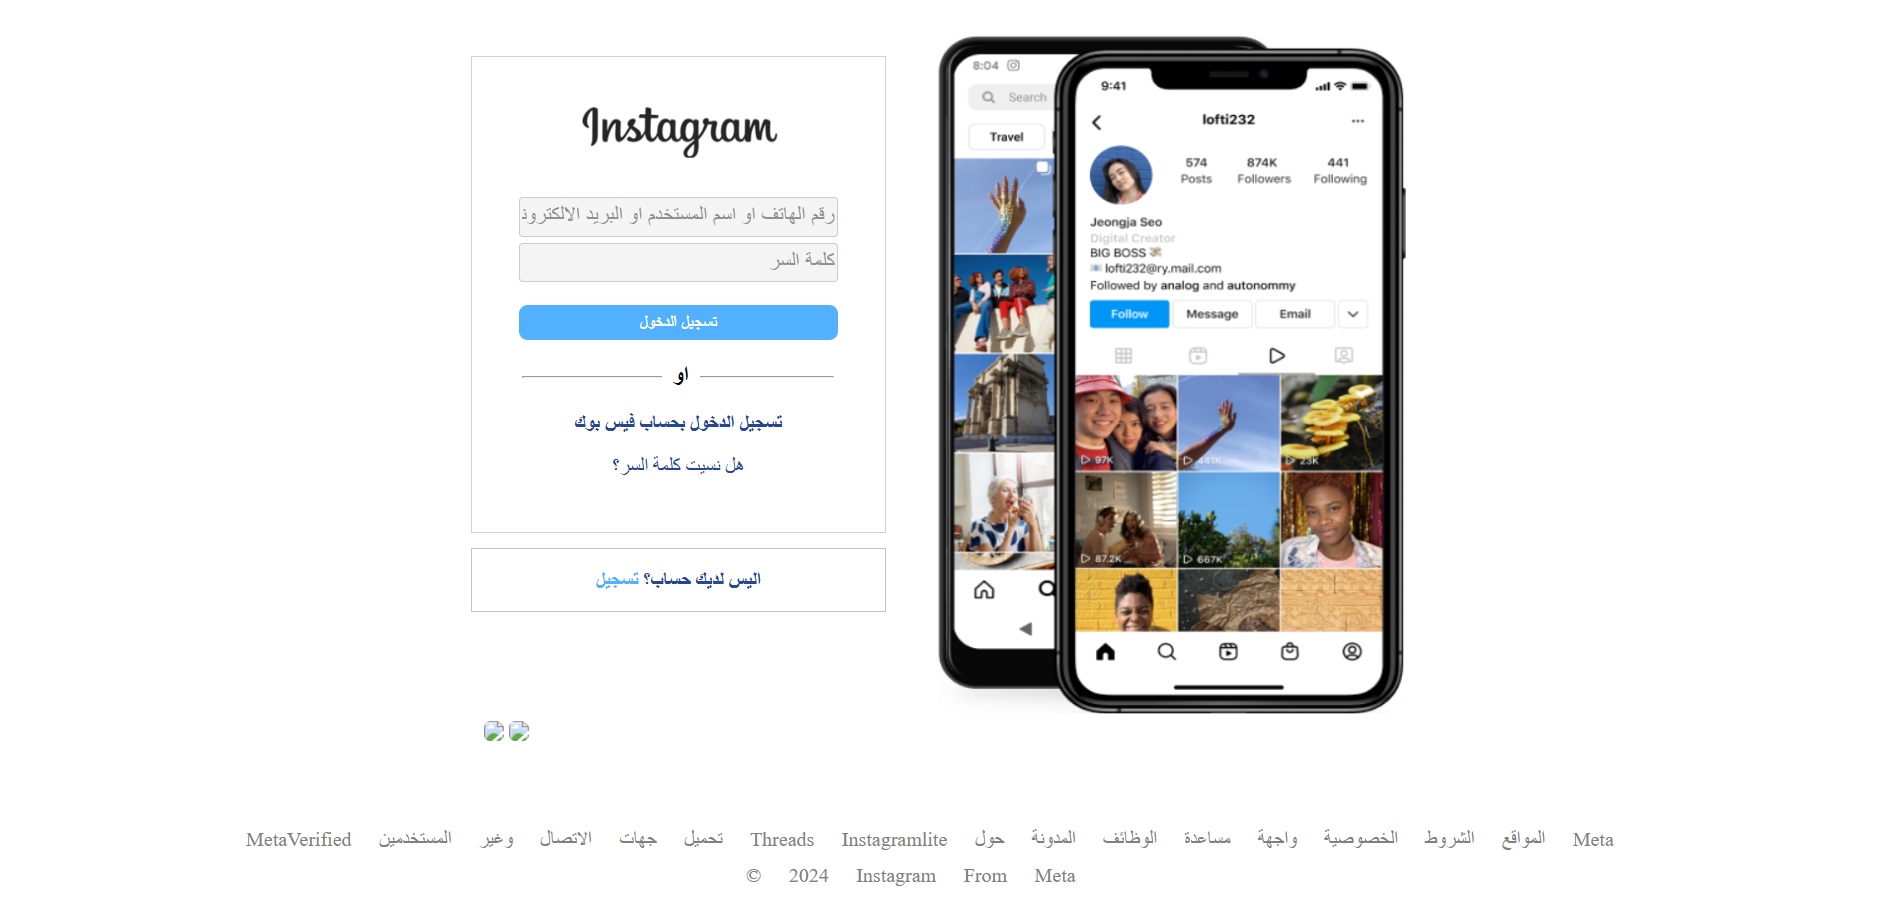 Instagram
رقم الهاتف او اسم المستخدم او البريد الالكترون
كلمة السر
تسجيل الدخول
او
تسجيل الدخول بحساب فيس بوك
هل نسيت كلمة السر؟
اليس لديك حساب؟ تسجيل
8:04
Search
Travel
9:41
lofti232
574 874K 441
Posts Followers Following
Jeongja Seo
Digital Creator
BIG BOSS
lofti232@ry.mail.com
Followed by analog and autonommy
Follow Message Email
97K 441K 23K
87.2K 667K
Meta المواقع الشروط الخصوصية واجهة مساعدة الوظائف المدونة حول Instagramlite Threads تحميل جهات الاتصال وغير المستخدمين MetaVerified
© 2024 Instagram From Meta